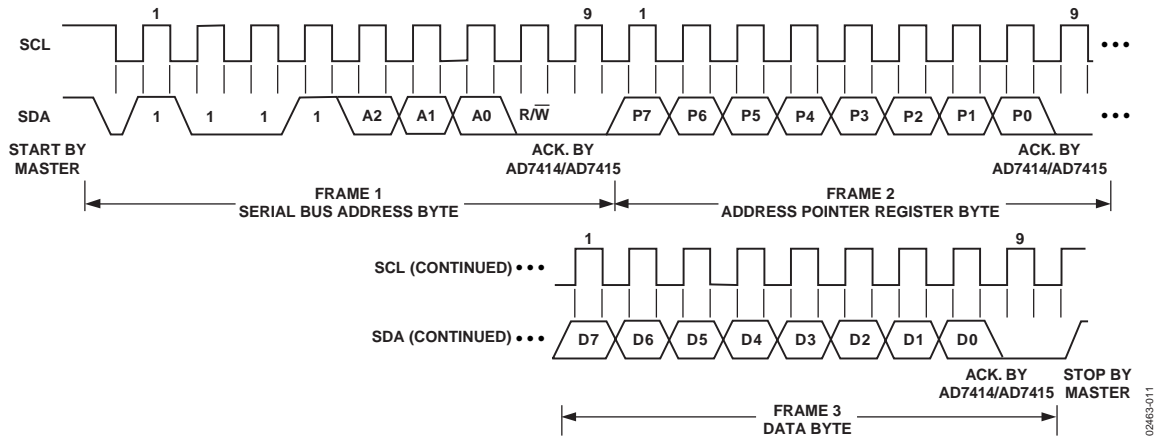 1 9 1 9
SCL
SDA 1 1 1 1 A2 A1 A0 R/W̅ P7 P6 P5 P4 P3 P2 P1 P0
START BY MASTER
ACK. BY AD7414/AD7415
ACK. BY AD7414/AD7415
FRAME 1
SERIAL BUS ADDRESS BYTE
FRAME 2
ADDRESS POINTER REGISTER BYTE
1 9
SCL (CONTINUED)
SDA (CONTINUED) D7 D6 D5 D4 D3 D2 D1 D0
ACK. BY AD7414/AD7415
STOP BY MASTER
FRAME 3
DATA BYTE
02463-011